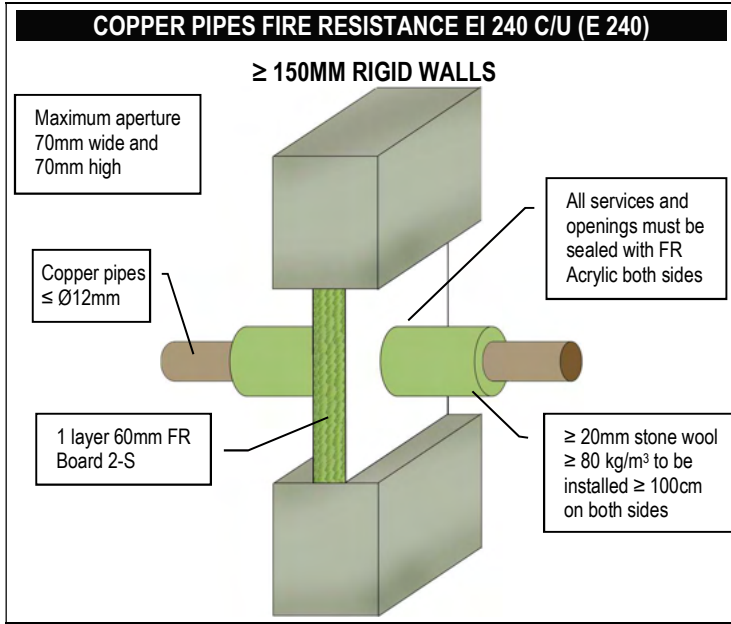 COPPER PIPES FIRE RESISTANCE EI 240 C/U (E 240)
≥ 150MM RIGID WALLS
Maximum aperture
70mm wide and
70mm high
All services and
openings must be
sealed with FR
Acrylic both sides
Copper pipes
≤ Ø12mm
1 layer 60mm FR
Board 2-S
≥ 20mm stone wool
≥ 80 kg/m³ to be
installed ≥ 100cm
on both sides